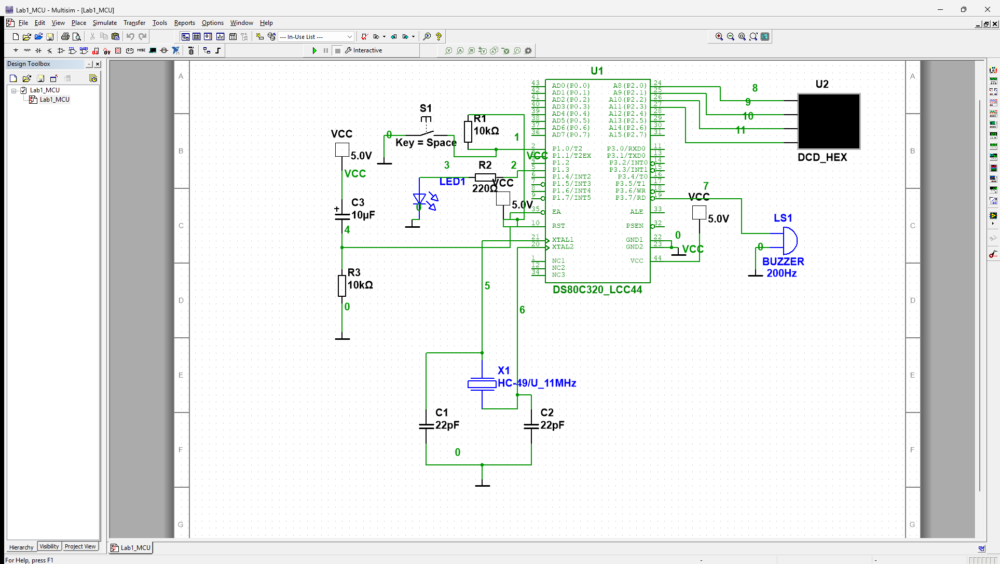 Lab1_MCU - Multisim - [Lab1_MCU]
File Edit View Place Simulate Transfer Tools Reports Options Window Help
--- In-Use List ---
MISC
Interactive
Design Toolbox
Lab1_MCU
Lab1_MCU
A
B
C
D
E
F
G
A
B
C
D
E
F
G
U1
43 AD0(P0.0) A8(P2.0) 24
42 AD1(P0.1) A9(P2.1) 25
41 AD2(P0.2) A10(P2.2) 26
40 AD3(P0.3) A11(P2.3) 27
39 AD4(P0.4) A12(P2.4) 28
38 AD5(P0.5) A13(P2.5) 29
37 AD6(P0.6) A14(P2.6) 30
36 AD7(P0.7) A15(P2.7) 31
2 P1.0/T2 P3.0/RXD0 11
P1.1/T2EX P3.1/TXD0 13
4 P1.2 P3.2/INT0 14
5 P1.3 P3.3/INT1 15
6 P1.4/INT2 P3.4/T0 16
7 P1.5/INT3 P3.5/T1 17
8 P1.6/INT4 P3.6/WR 18
9 P1.7/INT5 P3.7/RD 19
35 EA ALE 33
10 RST PSEN 32
21 XTAL1 GND1 22
20 XTAL2 GND2 23
1 NC1 VCC 44
12 NC2
34 NC3
DS80C320_LCC44
U2
8
9
10
11
DCD_HEX
S1
0
Key = Space
R1
10kΩ
1
VCC
VCC
5.0V
VCC
3
R2
2
220Ω
LED1
0
VCC
5.0V
C3
10µF
4
R3
10kΩ
0
7
VCC
5.0V
0
VCC
LS1
0
BUZZER
200Hz
5
6
X1
HC-49/U_11MHz
C1
22pF
C2
22pF
0
Hierarchy Visibility Project View
Lab1_MCU
For Help, press F1
-
-